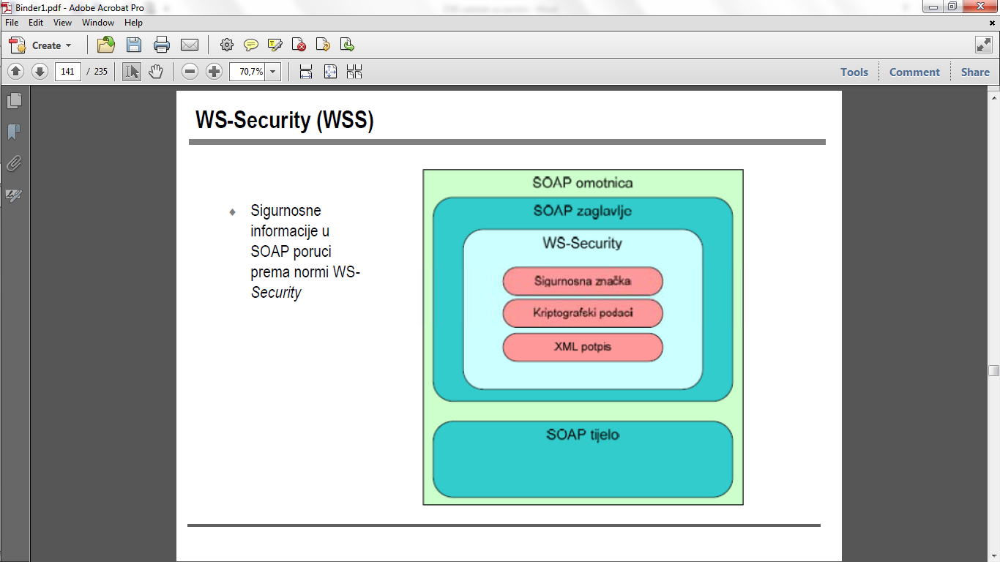 Binder1.pdf - Adobe Acrobat Pro
File Edit View Window Help
Create
141 / 235 70,7% Tools Comment Share
WS-Security (WSS)
Sigurnosne
informacije u
SOAP poruci
prema normi WS-
Security
SOAP omotnica
SOAP zaglavlje
WS-Security
Sigurnosna značka
Kriptografski podaci
XML potpis
SOAP tijelo